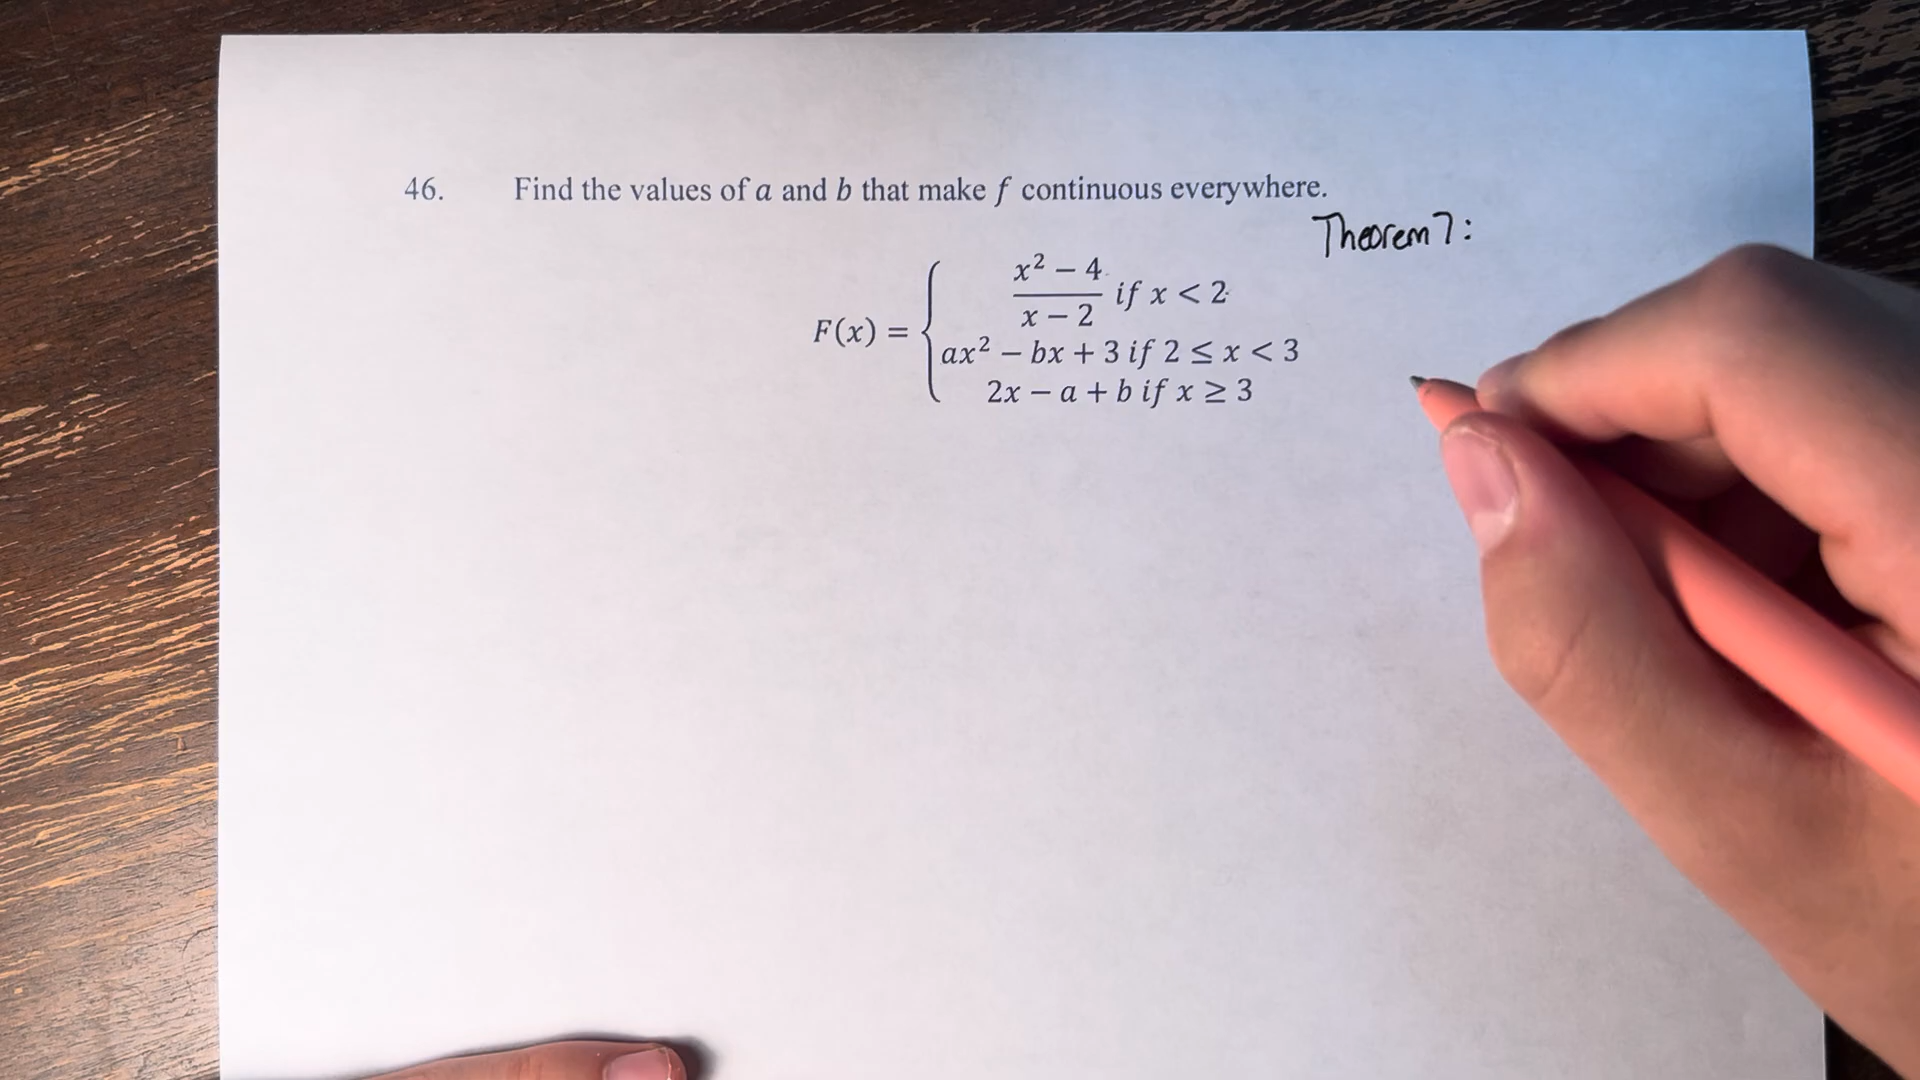 46. Find the values of a and b that make f continuous everywhere.
Theorem 7:
x² − 4
x − 2 if x < 2
F(x) =
ax² − bx + 3 if 2 ≤ x < 3
2x − a + b if x ≥ 3